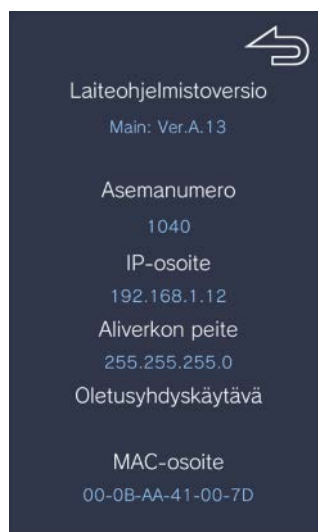 Laiteohjelmistoversio
Main: Ver.A.13
Asemanumero
1040
IP-osoite
192.168.1.12
Aliverkon peite
255.255.255.0
Oletusyhdyskäytävä
MAC-osoite
00-0B-AA-41-00-7D